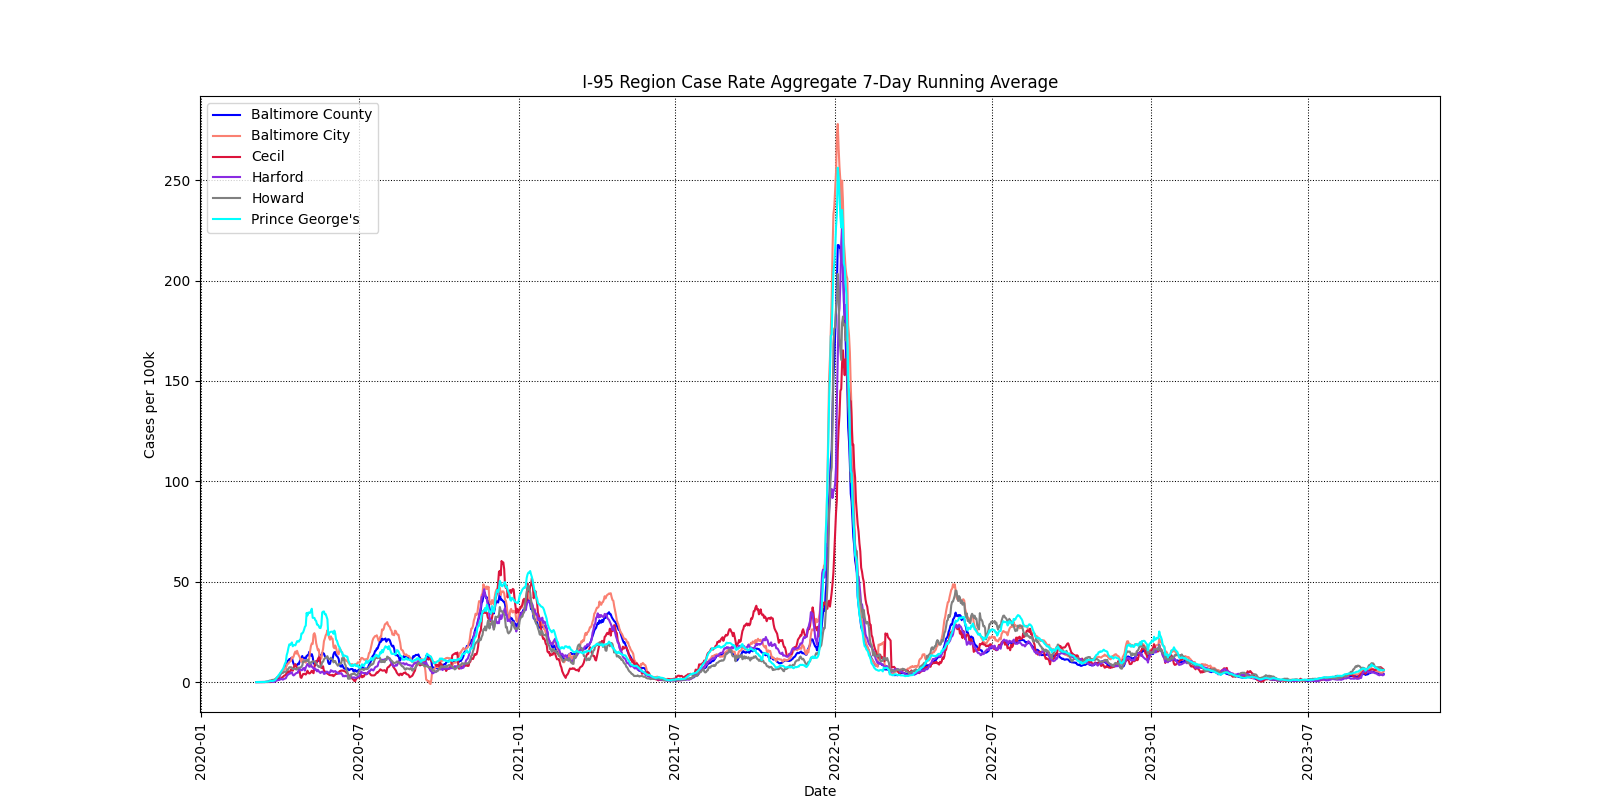 I-95 Region Case Rate Aggregate 7-Day Running Average
Baltimore County
Baltimore City
Cecil
Harford
Howard
Prince George's
250
200
150
100
50
0
Cases per 100k
2020-01
2020-07
2021-01
2021-07
2022-01
2022-07
2023-01
2023-07
Date